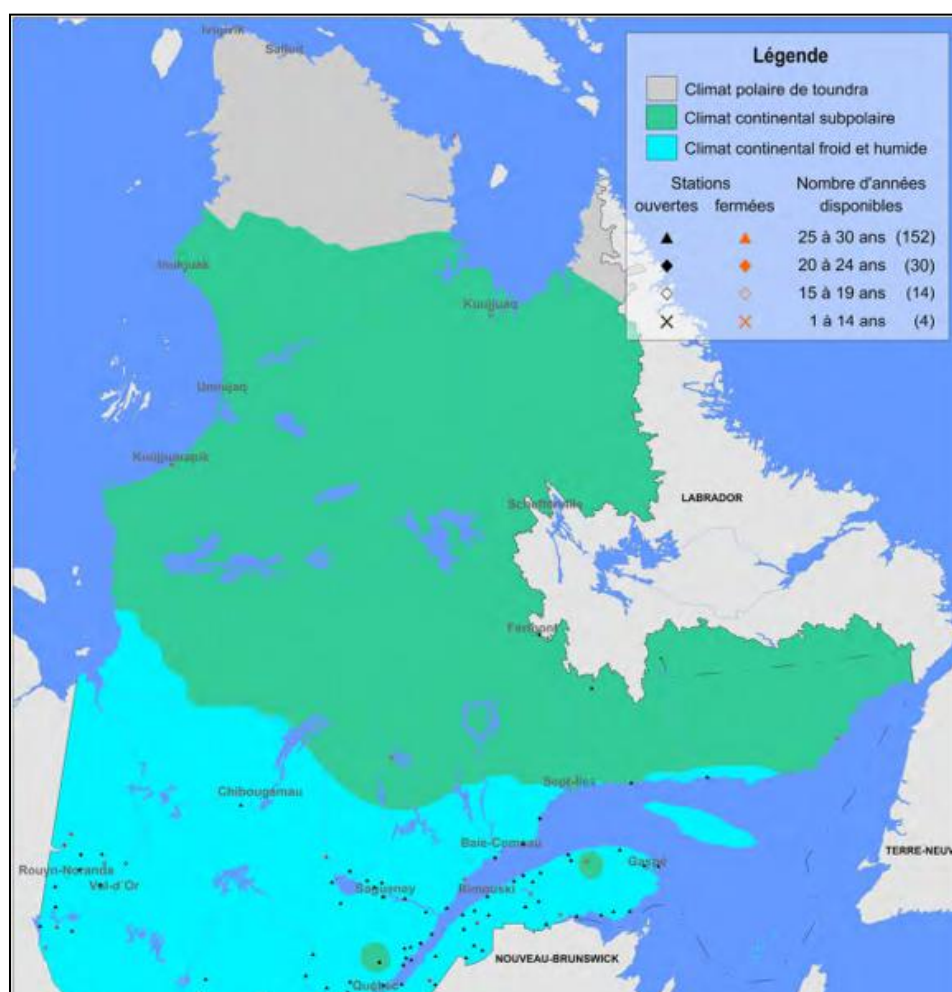 Ivujivik
Salluit
Légende
Climat polaire de toundra
Climat continental subpolaire
Climat continental froid et humide
Stations
Nombre d'années
ouvertes
fermées
disponibles
25 à 30 ans (152)
20 à 24 ans (30)
15 à 19 ans (14)
1 à 14 ans (4)
Inukjuak
Kuujjuaq
Umiujaq
Kuujjuarapik
LABRADOR
Schefferville
Fermont
Sept-Îles
Chibougamau
Baie-Comeau
TERRE-NEUV
Rouyn-Noranda
Gaspé
Val-d'Or
Saguenay
Rimouski
NOUVEAU-BRUNSWICK
Québec